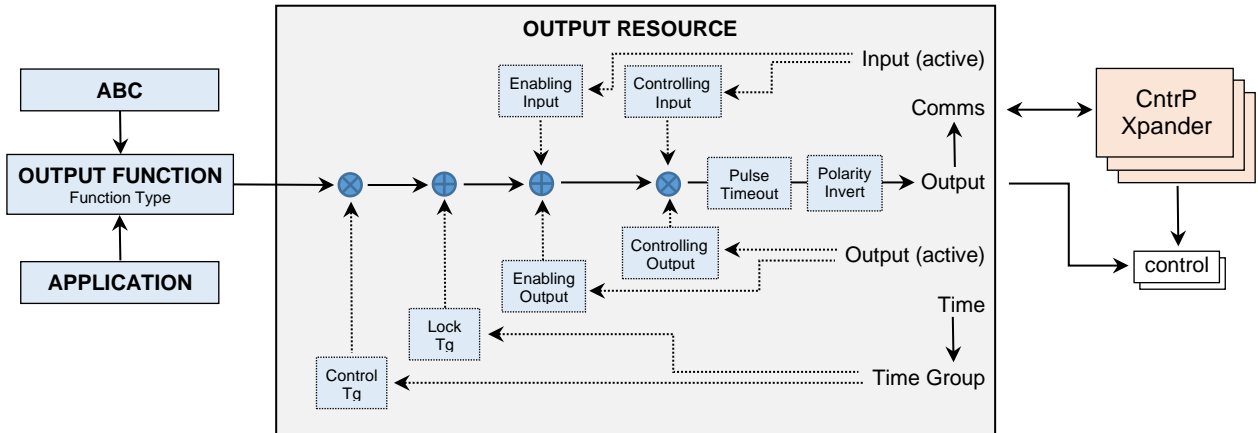 OUTPUT RESOURCE
Input (active)
Enabling
Input
Controlling
Input
ABC
Comms
CntrP
Xpander
OUTPUT FUNCTION
Function Type
Pulse
Timeout
Polarity
Invert
Output
Controlling
Output
Output (active)
control
APPLICATION
Enabling
Output
Time
Lock
Tg
Control
Tg
Time Group